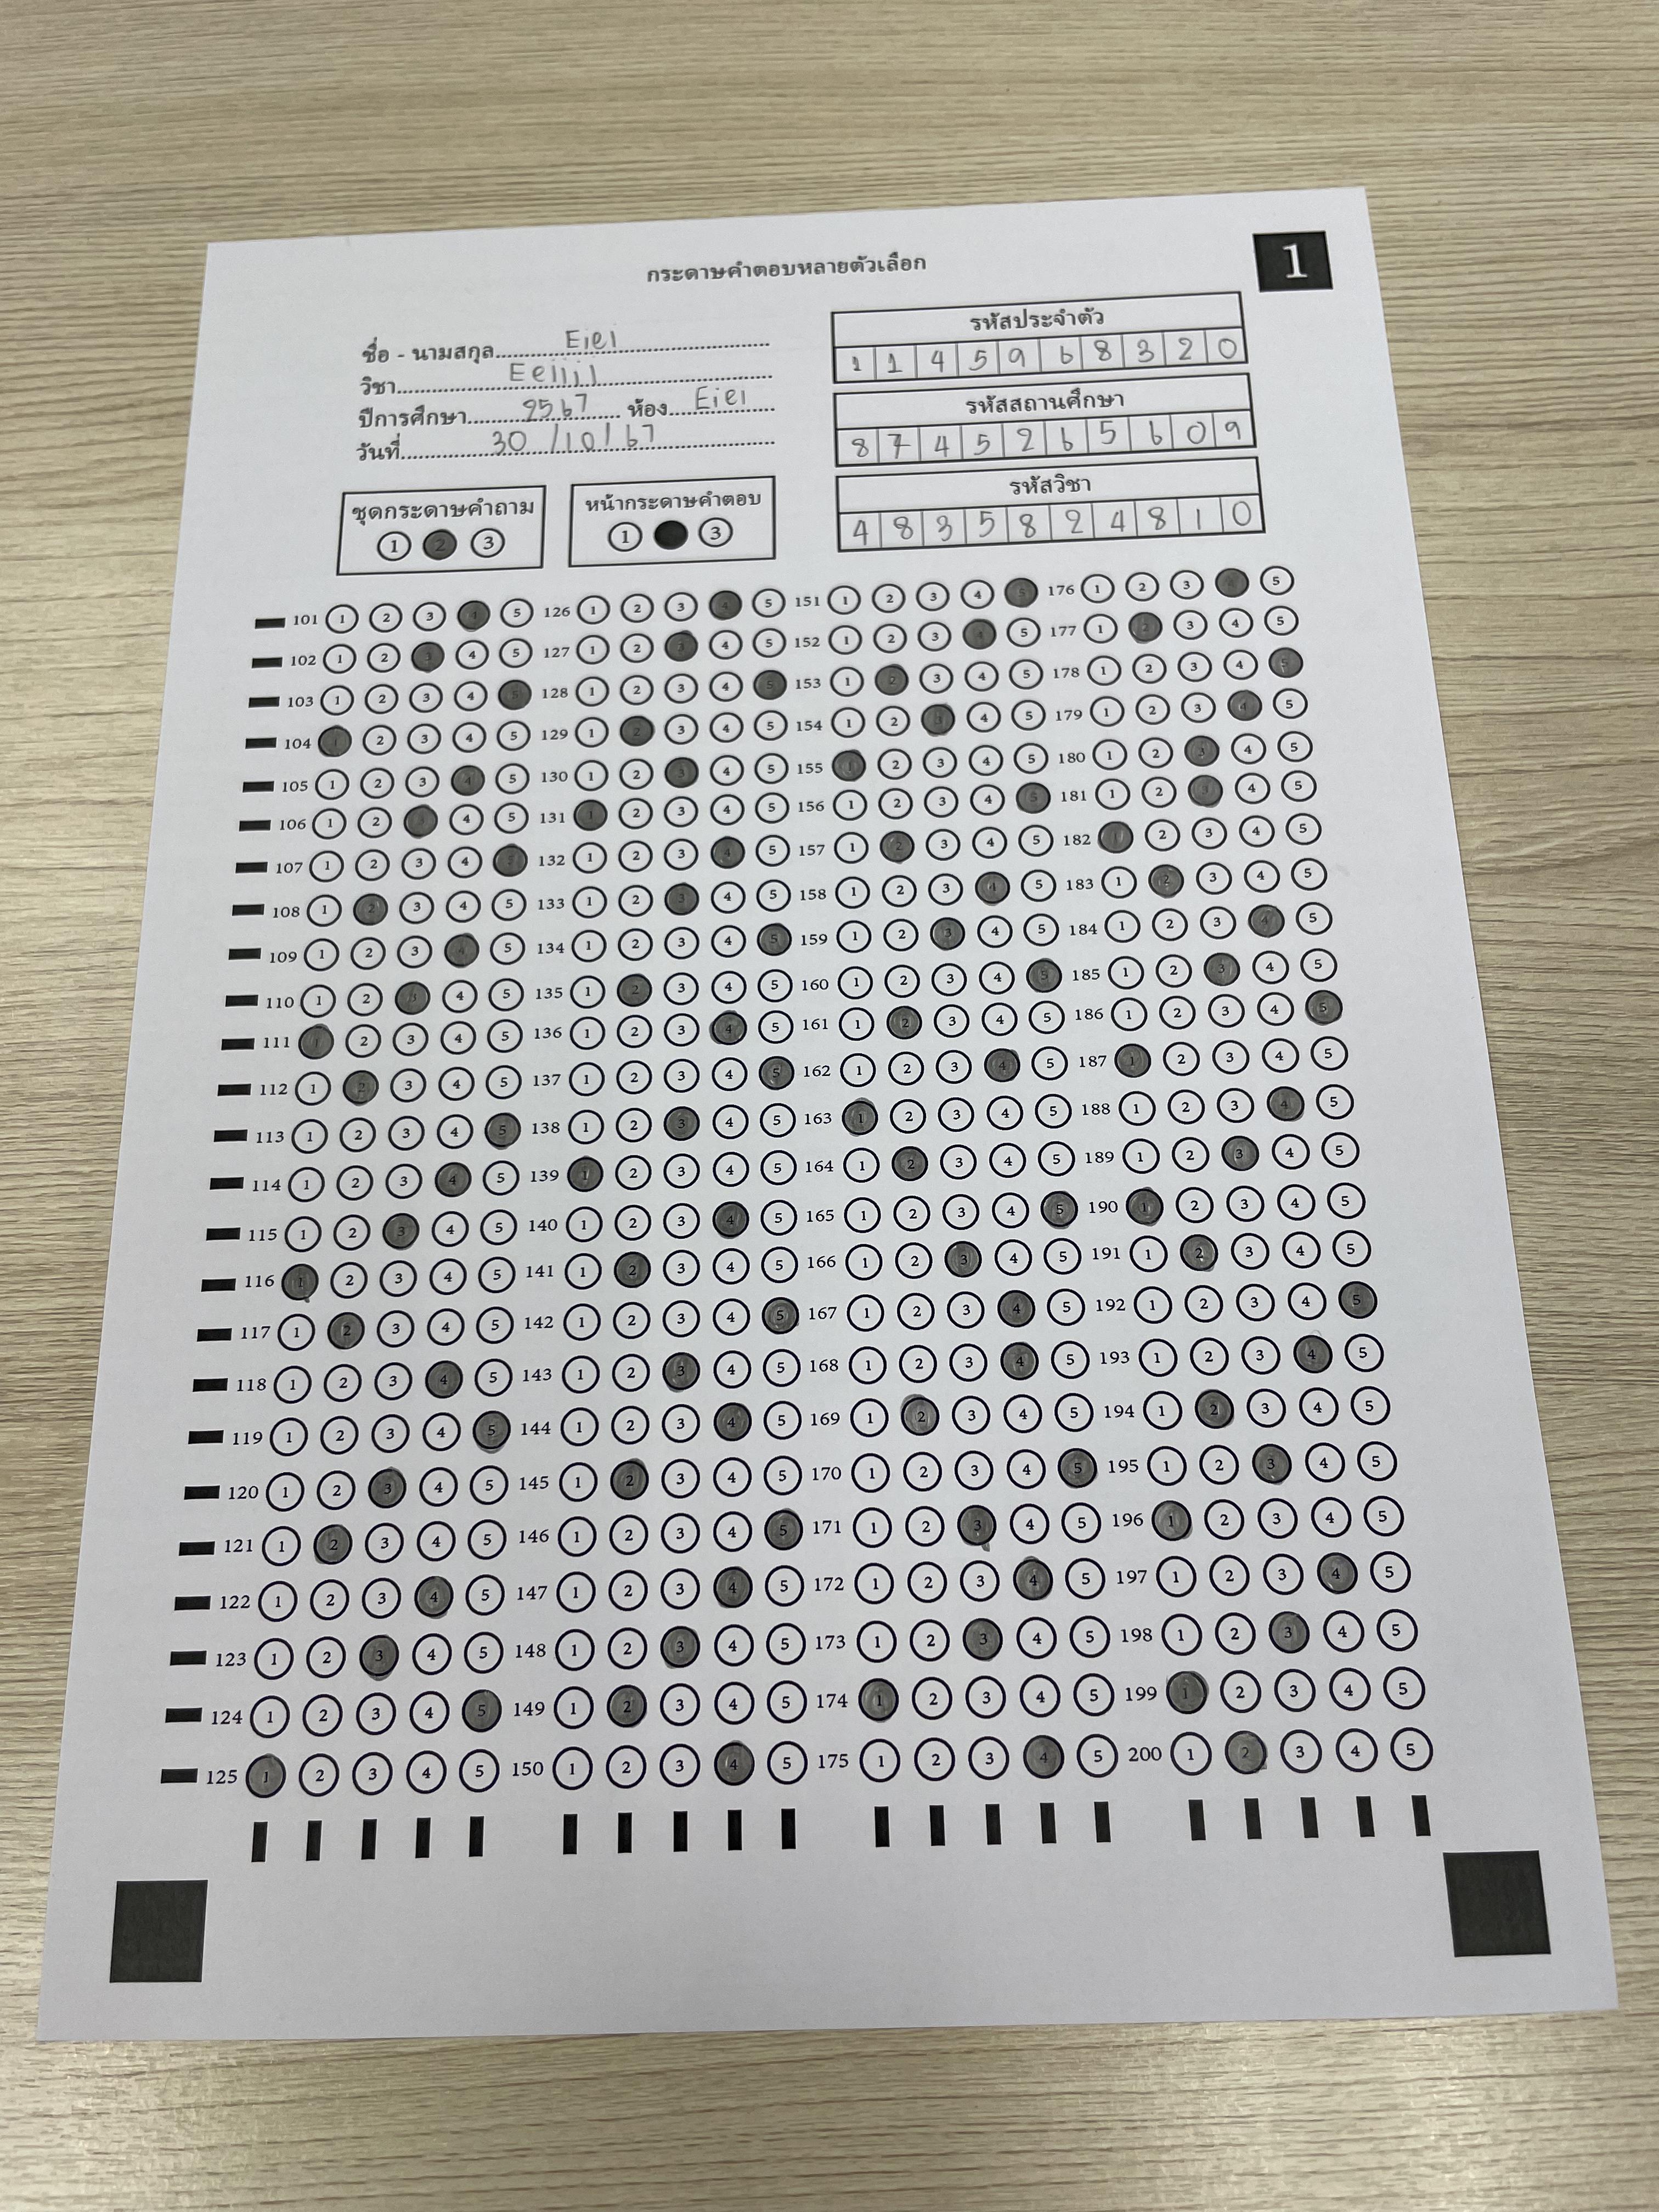 กระดาษคำตอบหลายตัวเลือก
1
ชื่อ - นามสกุล Eiei
วิชา
ปีการศึกษา 2567 ห้อง Eiei
วันที่ 30 /10/ 67
รหัสประจำตัว
1 1 4 5 9 6 8 3 2 0
รหัสสถานศึกษา
8 7 4 5 2 6 5 6 0 9
รหัสวิชา
4 8 3 5 8 2 4 8 1 0
ชุดกระดาษคำถาม
1 2 3
หน้ากระดาษคำตอบ
1 3
101 1 2 3 4 5 126 1 2 3 4 5 151 1 2 3 4 5 176 1 2 3 4 5
102 1 2 3 4 5 127 1 2 3 4 5 152 1 2 3 4 5 177 1 2 3 4 5
103 1 2 3 4 5 128 1 2 3 4 5 153 1 2 3 4 5 178 1 2 3 4 5
104 1 2 3 4 5 129 1 2 3 4 5 154 1 2 3 4 5 179 1 2 3 4 5
105 1 2 3 4 5 130 1 2 3 4 5 155 1 2 3 4 5 180 1 2 3 4 5
106 1 2 3 4 5 131 1 2 3 4 5 156 1 2 3 4 5 181 1 2 3 4 5
107 1 2 3 4 5 132 1 2 3 4 5 157 1 2 3 4 5 182 1 2 3 4 5
108 1 2 3 4 5 133 1 2 3 4 5 158 1 2 3 4 5 183 1 2 3 4 5
109 1 2 3 4 5 134 1 2 3 4 5 159 1 2 3 4 5 184 1 2 3 4 5
110 1 2 3 4 5 135 1 2 3 4 5 160 1 2 3 4 5 185 1 2 3 4 5
111 1 2 3 4 5 136 1 2 3 4 5 161 1 2 3 4 5 186 1 2 3 4 5
112 1 2 3 4 5 137 1 2 3 4 5 162 1 2 3 4 5 187 1 2 3 4 5
113 1 2 3 4 5 138 1 2 3 4 5 163 1 2 3 4 5 188 1 2 3 4 5
114 1 2 3 4 5 139 1 2 3 4 5 164 1 2 3 4 5 189 1 2 3 4 5
115 1 2 3 4 5 140 1 2 3 4 5 165 1 2 3 4 5 190 1 2 3 4 5
116 1 2 3 4 5 141 1 2 3 4 5 166 1 2 3 4 5 191 1 2 3 4 5
117 1 2 3 4 5 142 1 2 3 4 5 167 1 2 3 4 5 192 1 2 3 4 5
118 1 2 3 4 5 143 1 2 3 4 5 168 1 2 3 4 5 193 1 2 3 4 5
119 1 2 3 4 5 144 1 2 3 4 5 169 1 2 3 4 5 194 1 2 3 4 5
120 1 2 3 4 5 145 1 2 3 4 5 170 1 2 3 4 5 195 1 2 3 4 5
121 1 2 3 4 5 146 1 2 3 4 5 171 1 2 3 4 5 196 1 2 3 4 5
122 1 2 3 4 5 147 1 2 3 4 5 172 1 2 3 4 5 197 1 2 3 4 5
123 1 2 3 4 5 148 1 2 3 4 5 173 1 2 3 4 5 198 1 2 3 4 5
124 1 2 3 4 5 149 1 2 3 4 5 174 1 2 3 4 5 199 1 2 3 4 5
125 1 2 3 4 5 150 1 2 3 4 5 175 1 2 3 4 5 200 1 2 3 4 5